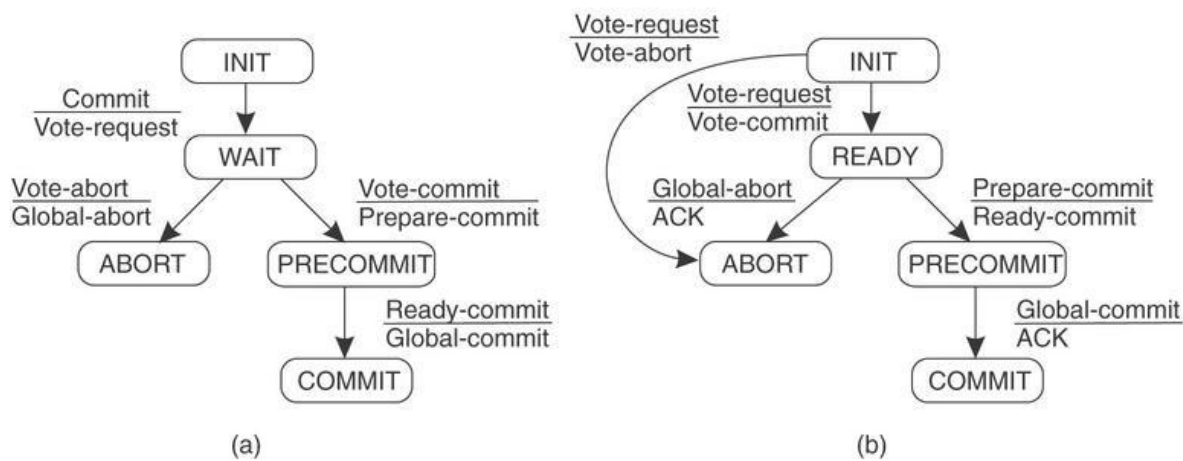 INIT
Commit
Vote-request
WAIT
Vote-abort
Global-abort
Vote-commit
Prepare-commit
ABORT
PRECOMMIT
Ready-commit
Global-commit
COMMIT
(a)
Vote-request
Vote-abort
INIT
Vote-request
Vote-commit
READY
Global-abort
ACK
Prepare-commit
Ready-commit
ABORT
PRECOMMIT
Global-commit
ACK
COMMIT
(b)